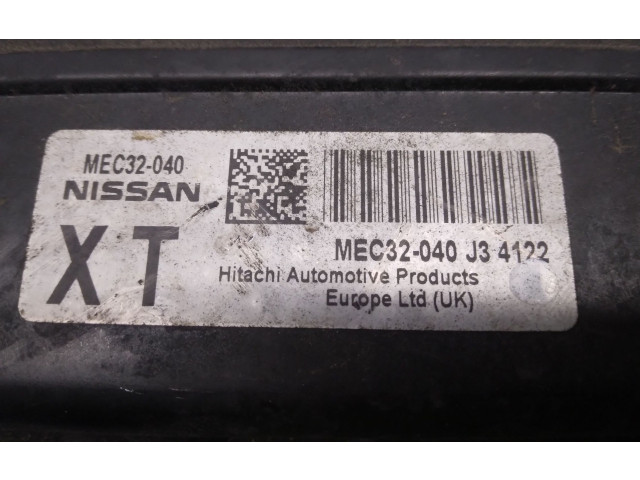 MEC32-040
NISSAN
XT
MEC32-040 J3 4122
Hitachi Automotive Products
Europe Ltd (UK)